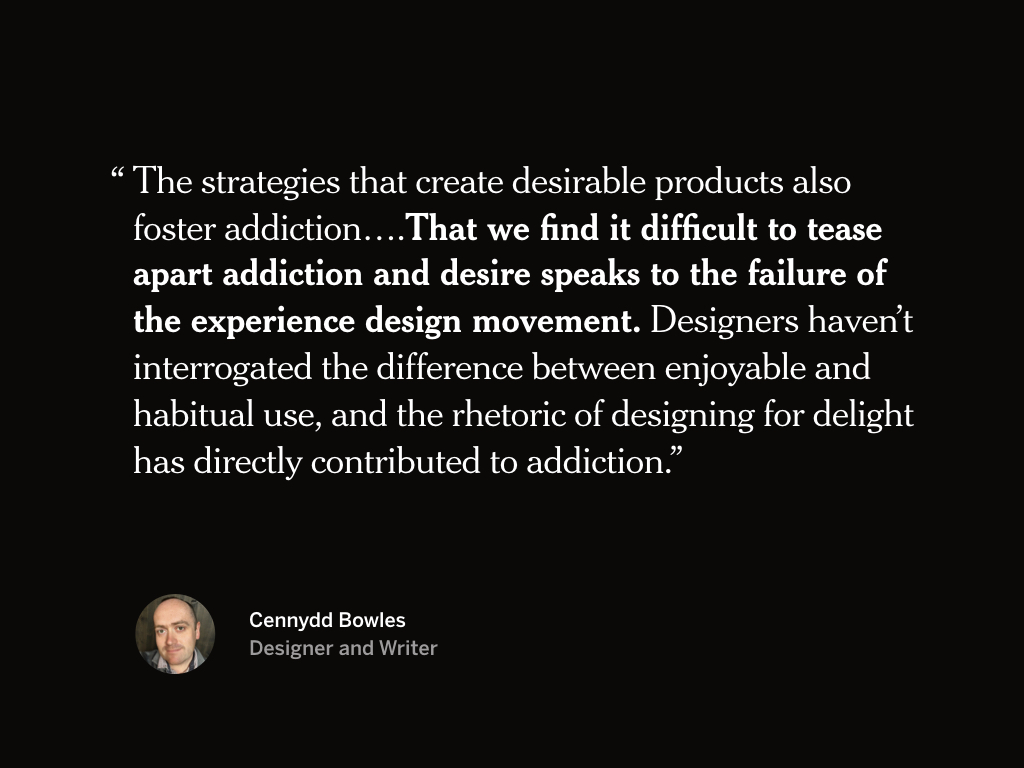 “ The strategies that create desirable products also
foster addiction….That we find it difficult to tease
apart addiction and desire speaks to the failure of
the experience design movement. Designers haven’t
interrogated the difference between enjoyable and
habitual use, and the rhetoric of designing for delight
has directly contributed to addiction.”
Cennydd Bowles
Designer and Writer